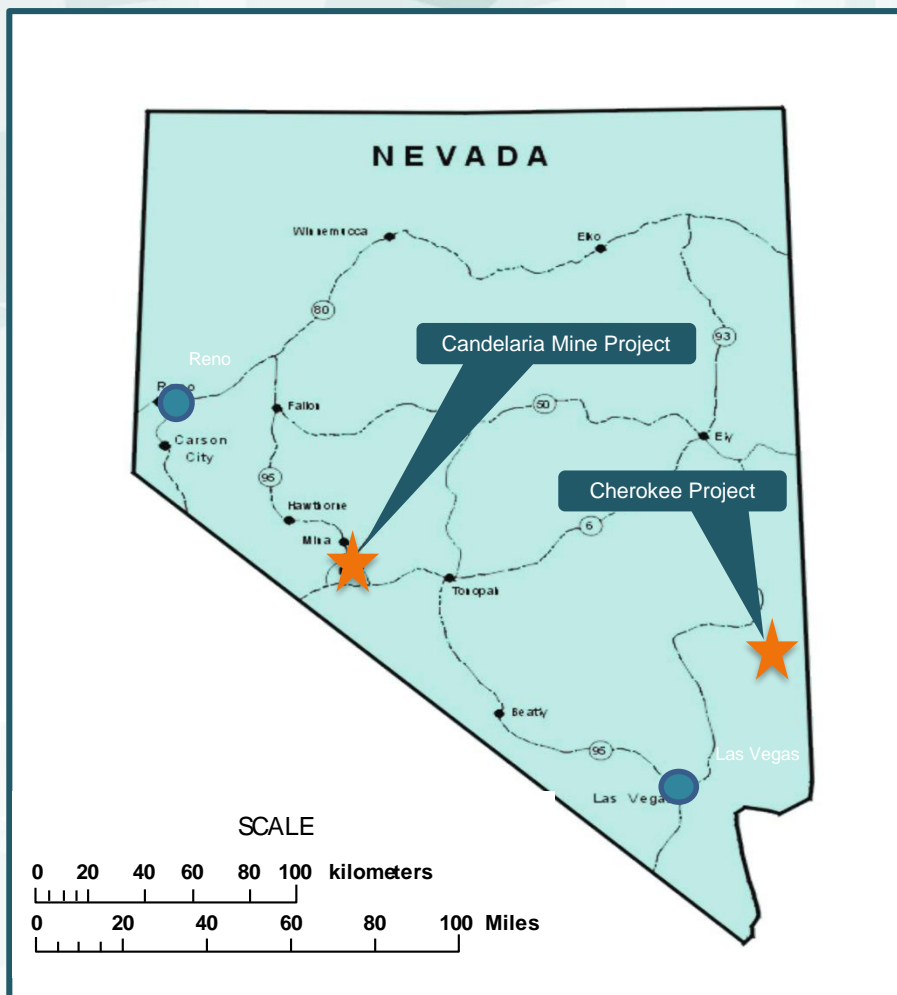 NEVADA
Winnemucca
Elko
80
93
Candelaria Mine Project
Reno
Reno
Fallon
50
Ely
Carson
City
Cherokee Project
95
Hawthorne
6
Mina
Tonopah
Beatty
95
Las Vegas
Las Vegas
SCALE
0 20 40 60 80 100 kilometers
0 20 40 60 80 100 Miles